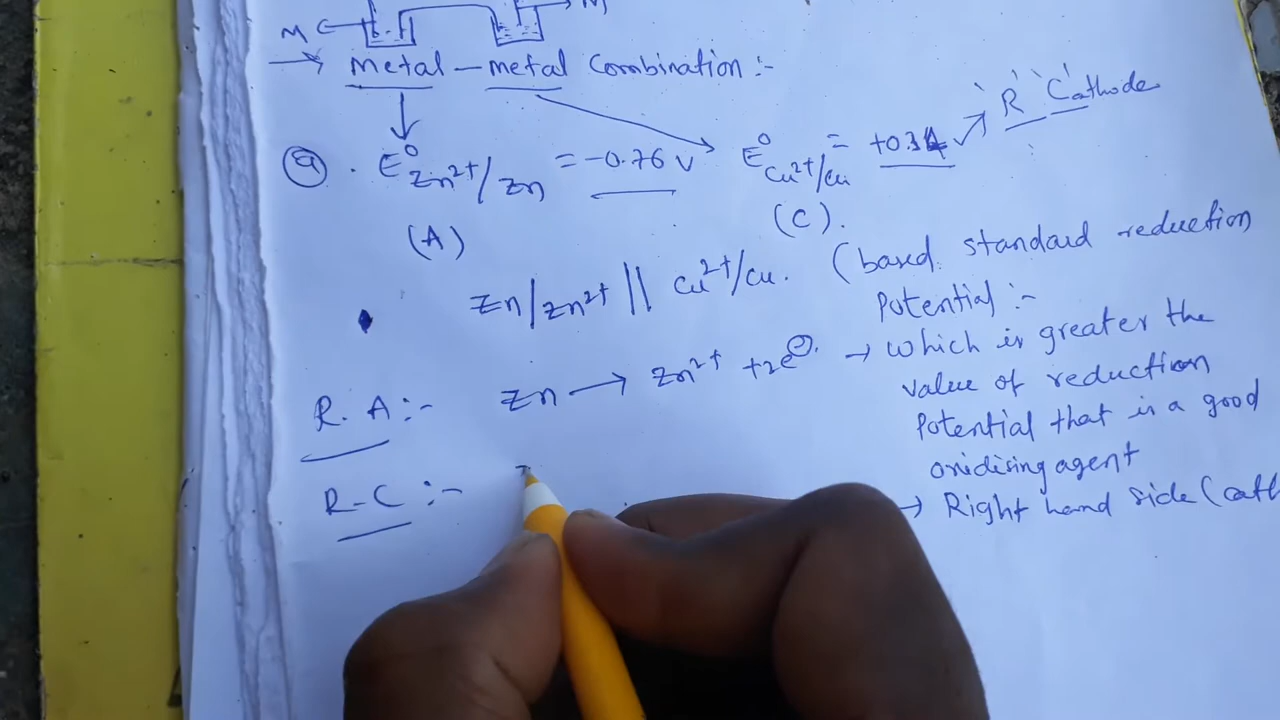 M
M
→ Metal - metal Combination :-
'R' 'Cathode'
(a). E⁰ Zn²⁺/Zn = -0.76 V
E⁰ Cu²⁺/Cu = +0.34
(A)
(C).
Zn/Zn²⁺ || Cu²⁺/Cu. (based standard reduction
Potential :-
R.A :- Zn → Zn²⁺ + 2e⊖.
→ which is greater the
value of reduction
Potential that is a good
oxidising agent
R-C :-
→ Right hand side (cath